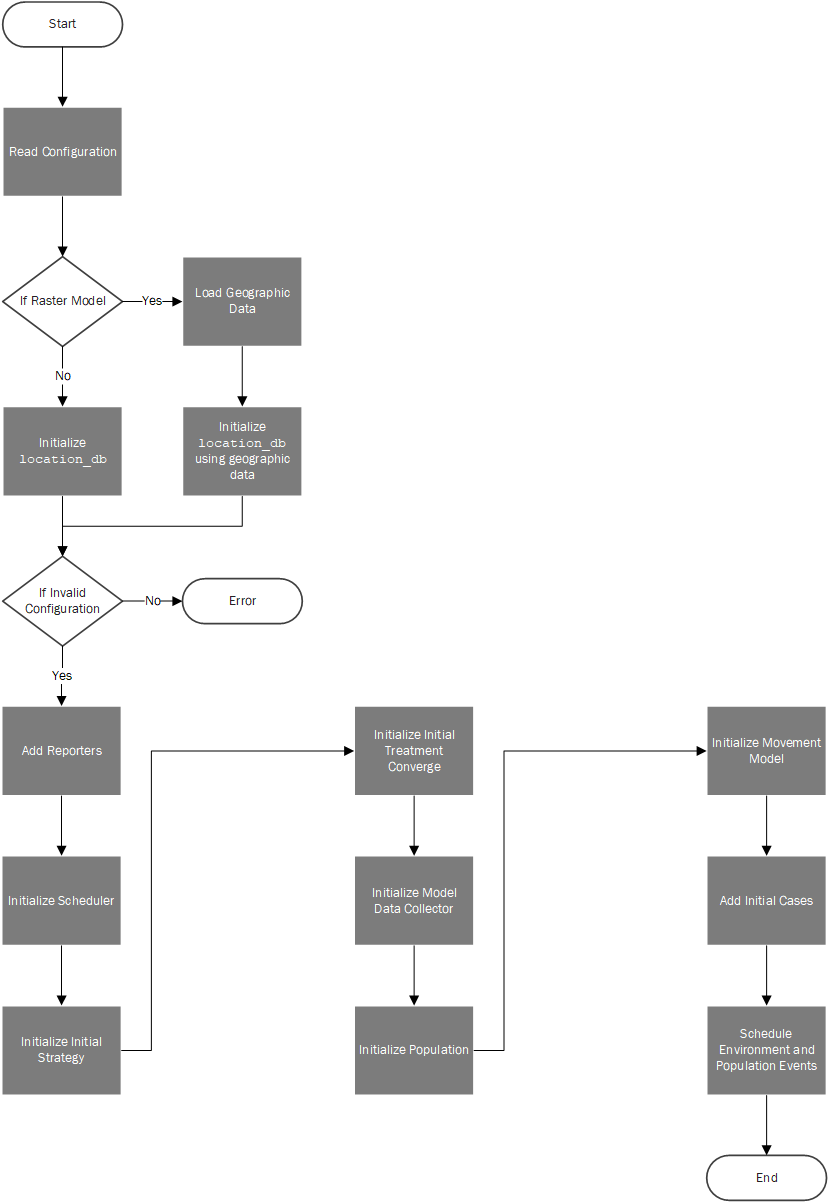 Start
Read Configuration
If Raster Model
Yes
Load Geographic
Data
No
Initialize
location_db
Initialize
location_db
using geographic
data
If Invalid
Configuration
No
Error
Yes
Add Reporters
Initialize Scheduler
Initialize Initial
Strategy
Initialize Initial
Treatment
Converge
Initialize Model
Data Collector
Initialize Population
Initialize Movement
Model
Add Initial Cases
Schedule
Environment and
Population Events
End